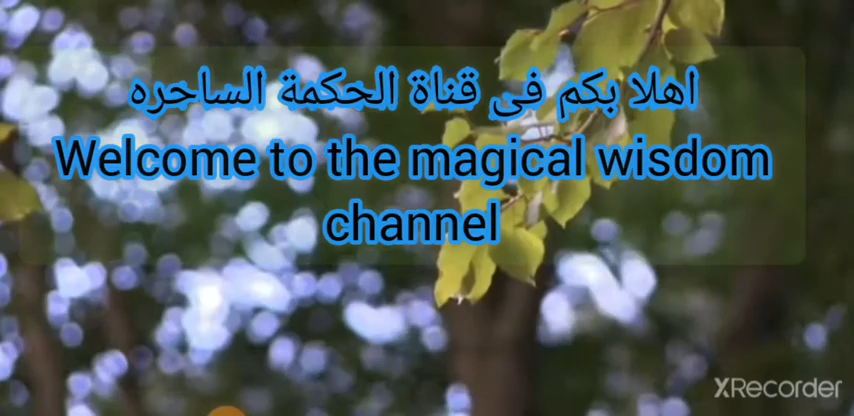 اهلا بكم فى قناة الحكمة الساحره
Welcome to the magical wisdom
channel
XRecorder